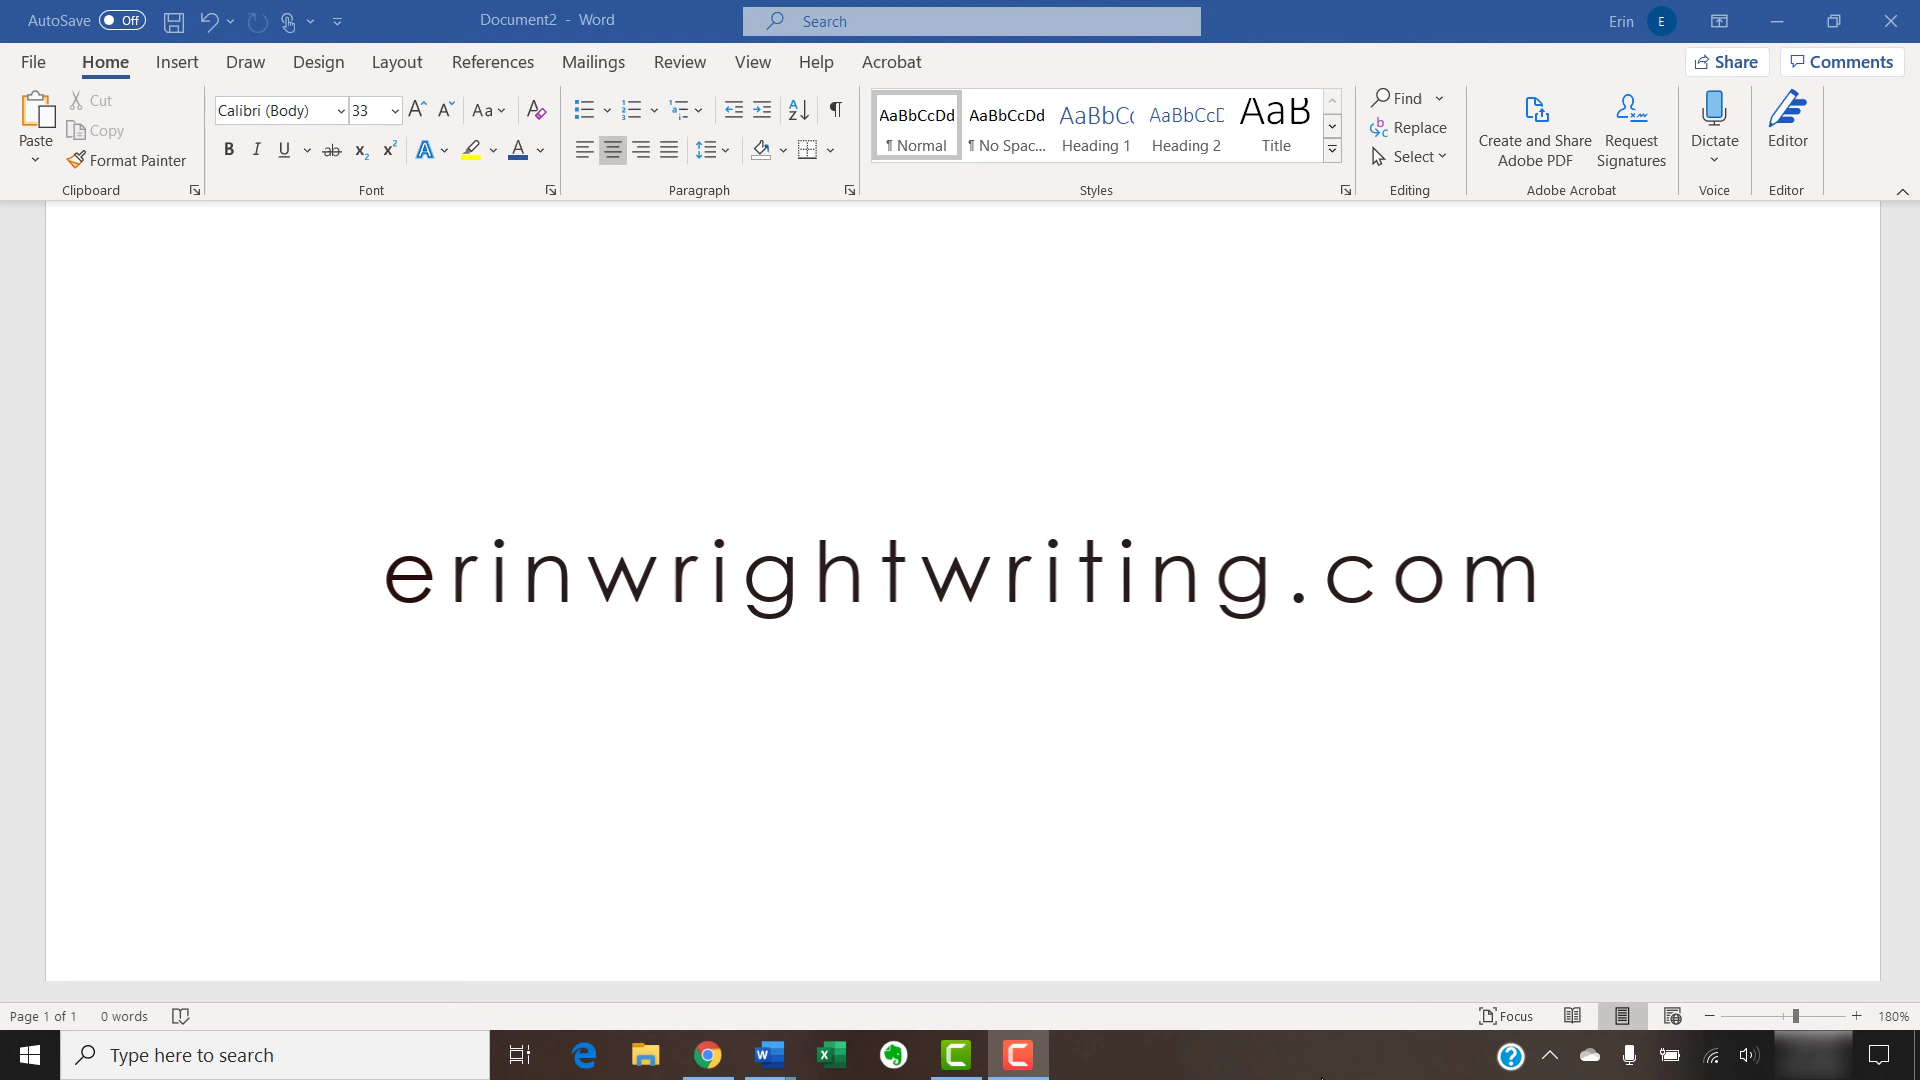 AutoSave Off Document2 - Word Search Erin E
File Home Insert Draw Design Layout References Mailings Review View Help Acrobat Share Comments
Paste Cut Copy Format Painter Clipboard
Calibri (Body) 33 Aa B I U ab x₂ x² A A Font
Paragraph
AaBbCcDd ¶ Normal
AaBbCcDd ¶ No Spac...
AaBbCc Heading 1
AaBbCcD Heading 2
AaB Title
Styles
Find Replace Select Editing
Create and Share Adobe PDF
Request Signatures
Adobe Acrobat
Dictate Voice
Editor Editor
erinwrightwriting.com
Page 1 of 1 0 words Focus 180%
Type here to search